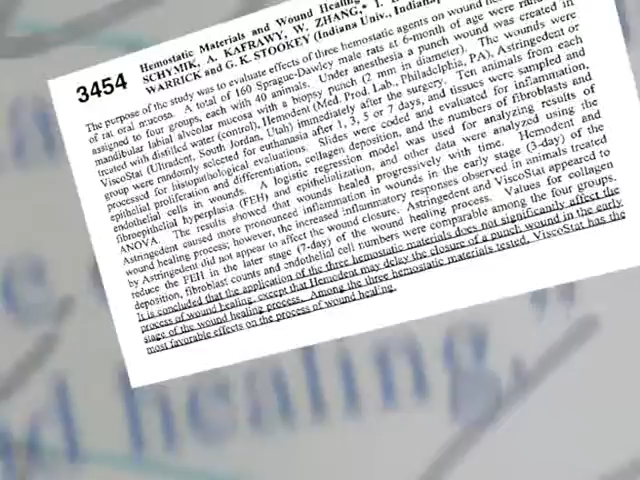 3454
Hemostatic Materials and Wound Healing
SCHYMIK, A. KAFRAWY, W. ZHANG,*
WARRICK and G. K. STOOKEY (Indiana Univ., Indiana
The purpose of the study was to evaluate effects of three hemostatic agents on wound
of rat oral mucosa. A total of 160 Sprague-Dawley male rats at 6-month of age were
assigned to four groups, each with 40 animals. Under anesthesia a punch wound was created in
mandibular labial alveolar mucosa with a biopsy punch (2 mm in diameter). The wounds were
treated with distilled water (control), Hemodent (Med. Prod. Lab., Philadelphia, PA), Astringedent or
ViscoStat (Ultradent, South Jordan, Utah) immediately after the surgery. Ten animals from each
group were randomly selected for euthanasia after 1, 3, 5 or 7 days, and tissues were sampled and
processed for histopathological evaluations. Slides were coded and evaluated for inflammation,
epithelial proliferation and differentiation, collagen deposition, and the numbers of fibroblasts and
endothelial cells in wounds. A logistic regression model was used for analyzing results of
fibroepithelial hyperplasia (FEH) and epithelialization, and other data were analyzed using the
ANOVA. The results showed that wounds healed progressively with time. Hemodent and
Astringedent caused more pronounced inflammation in wounds in the early stage (3-day) of the
wound healing process; however, the increased inflammatory responses observed in animals treated
by Astringedent did not appear to affect the wound closure. Astringedent and ViscoStat appeared to
reduce the FEH in the later stage (7-day) of the wound healing process. Values for collagen
deposition, fibroblast counts and endothelial cell numbers were comparable among the four groups.
It is concluded that the application of the three hemostatic materials does not significantly affect the
process of wound healing, except that Hemodent may delay the closure of a punch wound in the early
stage of the wound healing process. Among the three hemostatic materials tested, ViscoStat has the
most favorable effects on the process of wound healing.
healing,"